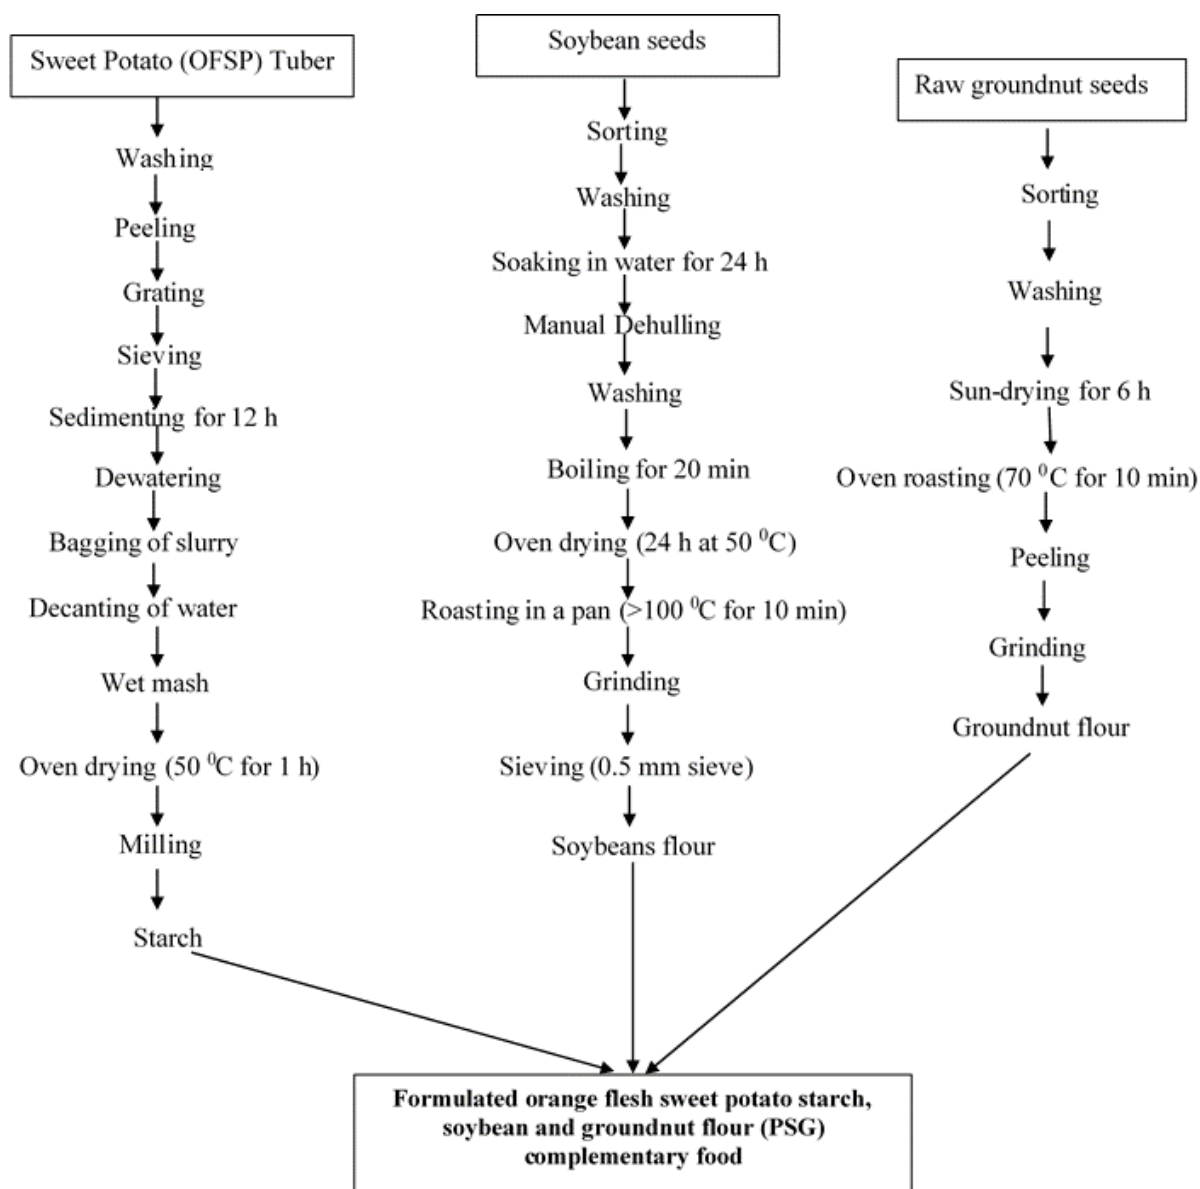 Sweet Potato (OFSP) Tuber
Washing
Peeling
Grating
Sieving
Sedimenting for 12 h
Dewatering
Bagging of slurry
Decanting of water
Wet mash
Oven drying (50 ⁰C for 1 h)
Milling
Starch
Soybean seeds
Sorting
Washing
Soaking in water for 24 h
Manual Dehulling
Washing
Boiling for 20 min
Oven drying (24 h at 50 ⁰C)
Roasting in a pan (>100 ⁰C for 10 min)
Grinding
Sieving (0.5 mm sieve)
Soybeans flour
Raw groundnut seeds
Sorting
Washing
Sun-drying for 6 h
Oven roasting (70 ⁰C for 10 min)
Peeling
Grinding
Groundnut flour
Formulated orange flesh sweet potato starch,
soybean and groundnut flour (PSG)
complementary food